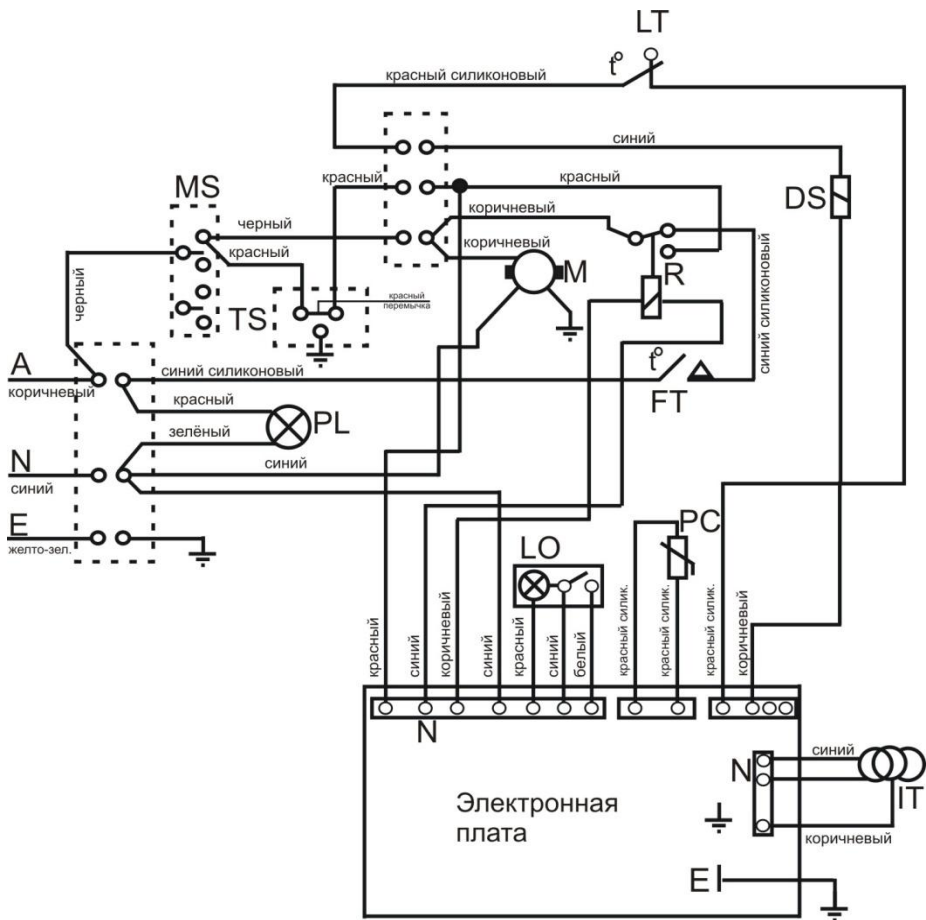 LT
t°
красный силиконовый
синий
MS
красный
красный
DS
черный
коричневый
красный
коричневый
M
R
черный
TS
красный
перемычка
синий силиконовый
A
коричневый
синий силиконовый
t°
FT
красный
PL
зелёный
N
синий
синий
E
желто-зел.
LO
PC
красный
синий
коричневый
синий
красный
синий
белый
красный силик.
красный силик.
красный силик.
коричневый
N
N
синий
IT
Электронная
плата
коричневый
E